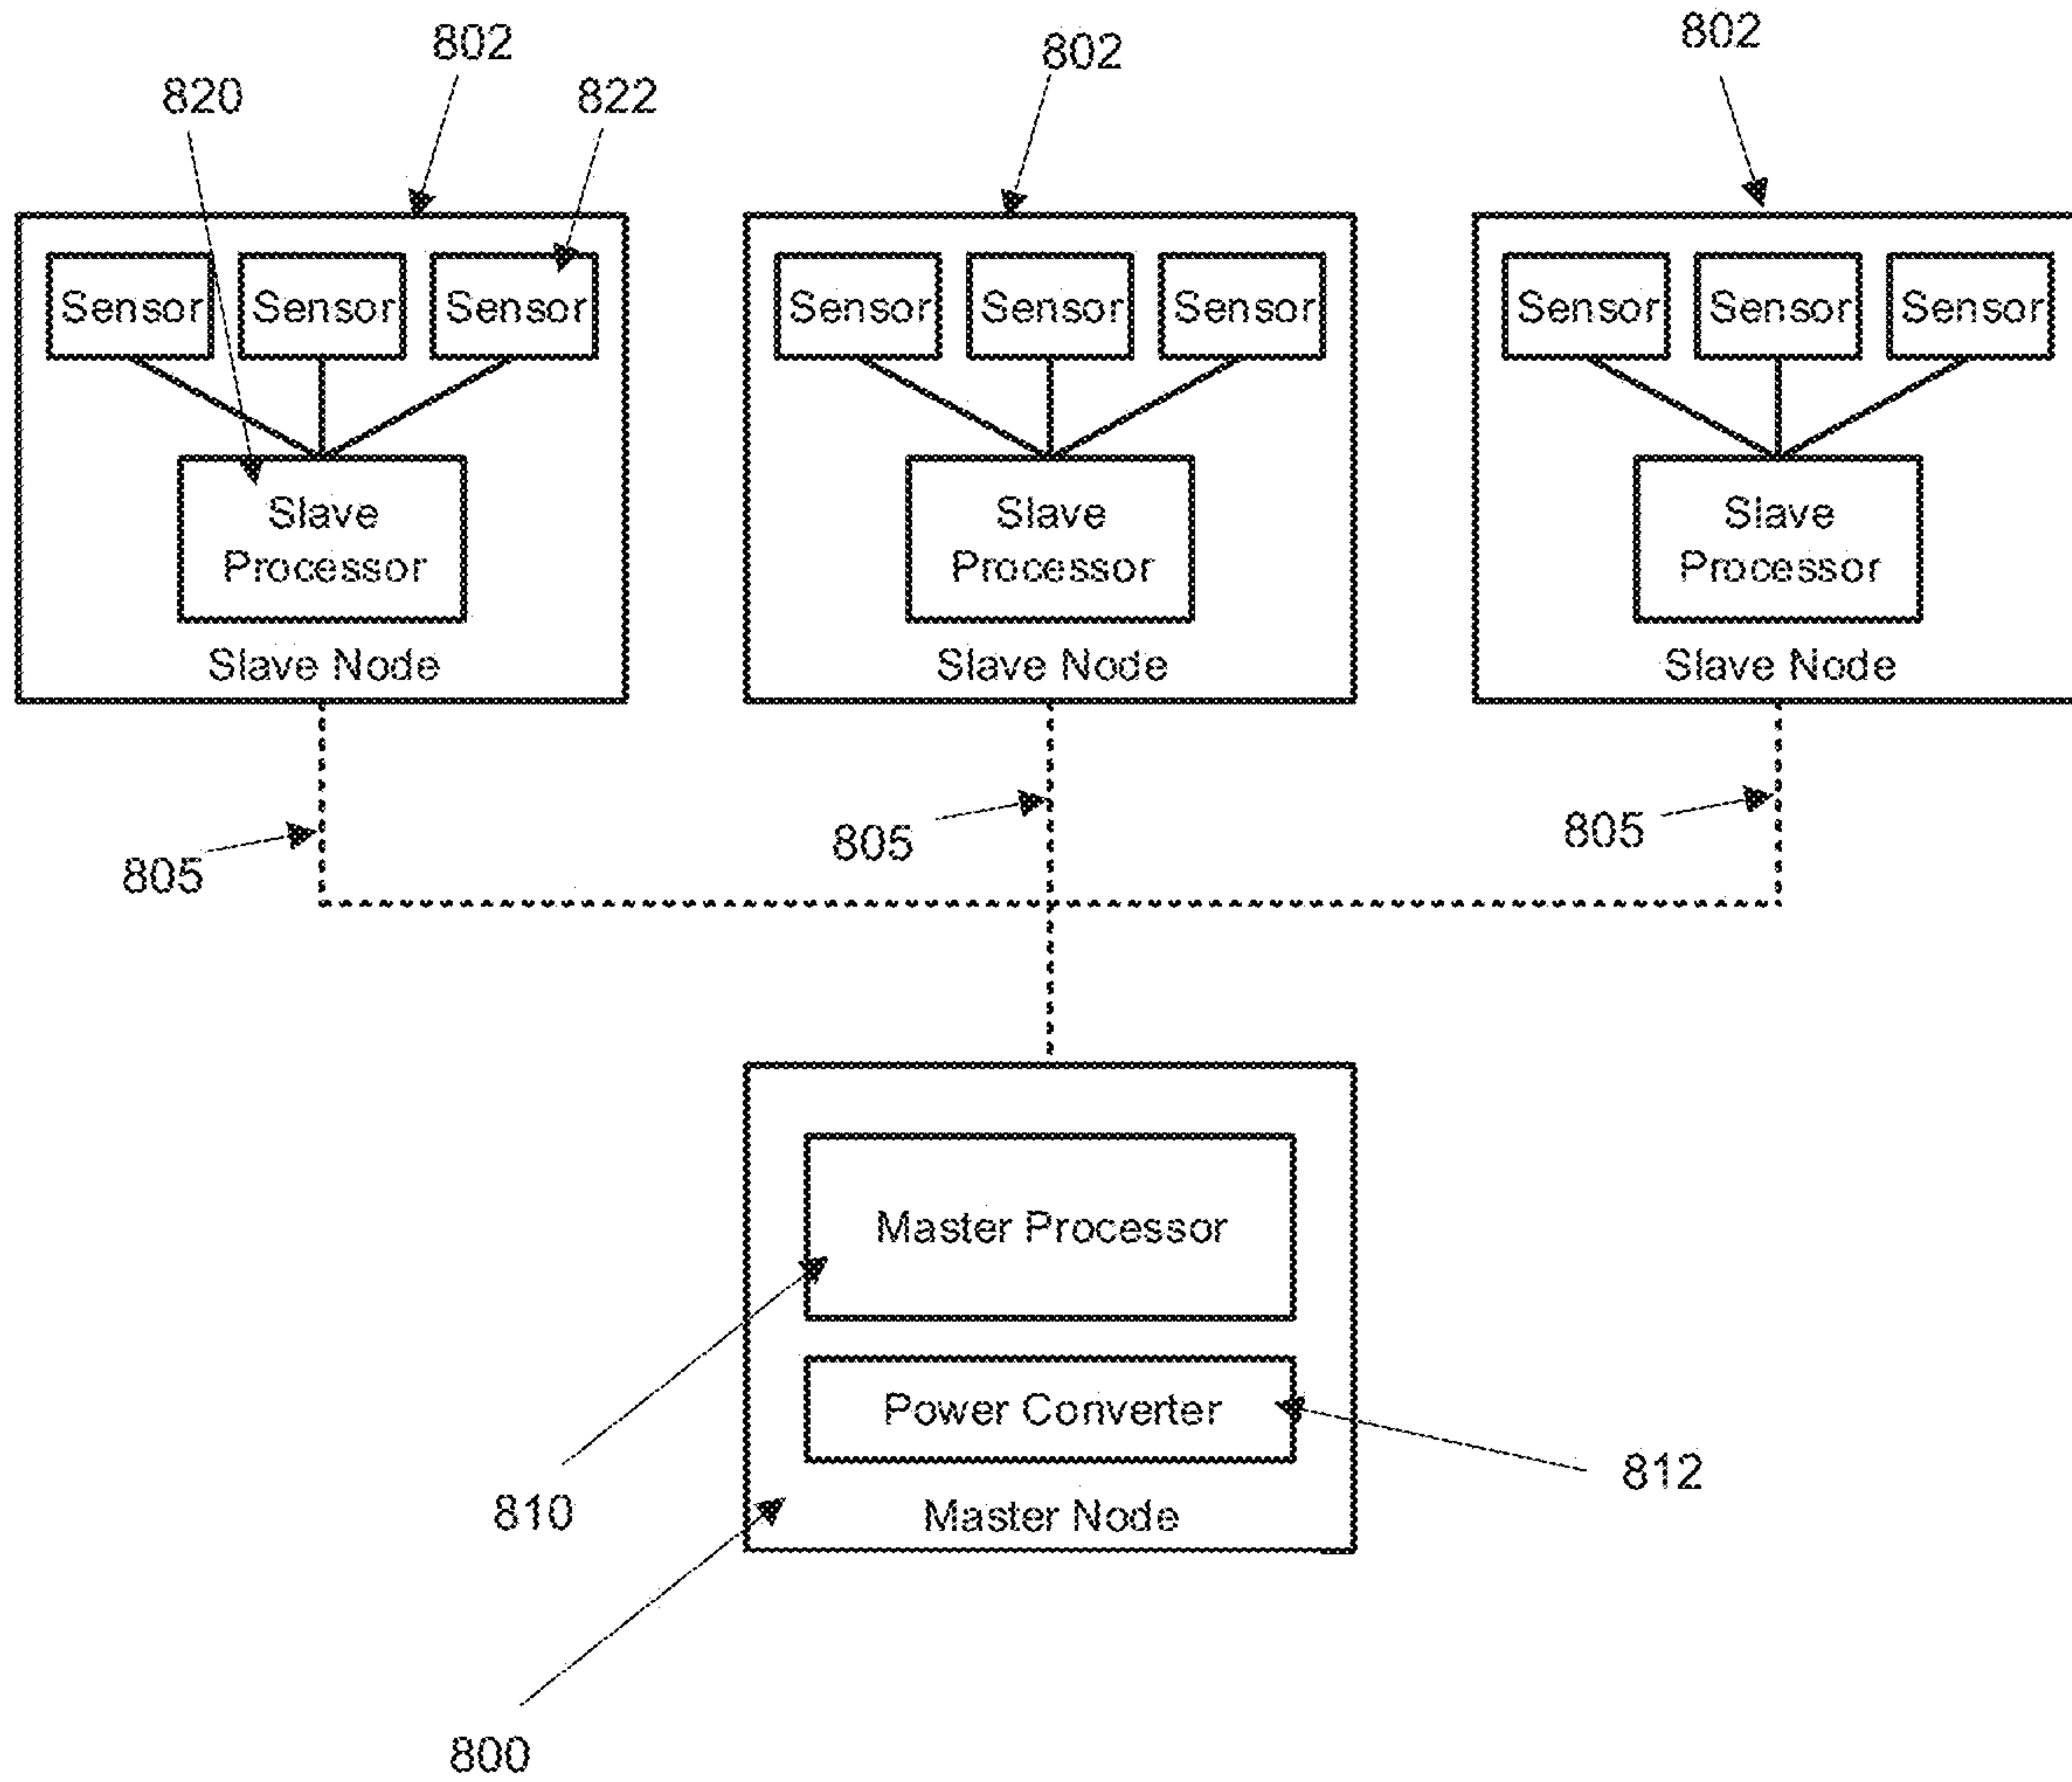 802
802
802
820
822
Sensor
Sensor
Sensor
Sensor
Sensor
Sensor
Sensor
Sensor
Sensor
Slave
Processor
Slave
Processor
Slave
Processor
Slave Node
Slave Node
Slave Node
805
805
805
Master Processor
Power Converter
812
810
Master Node
800